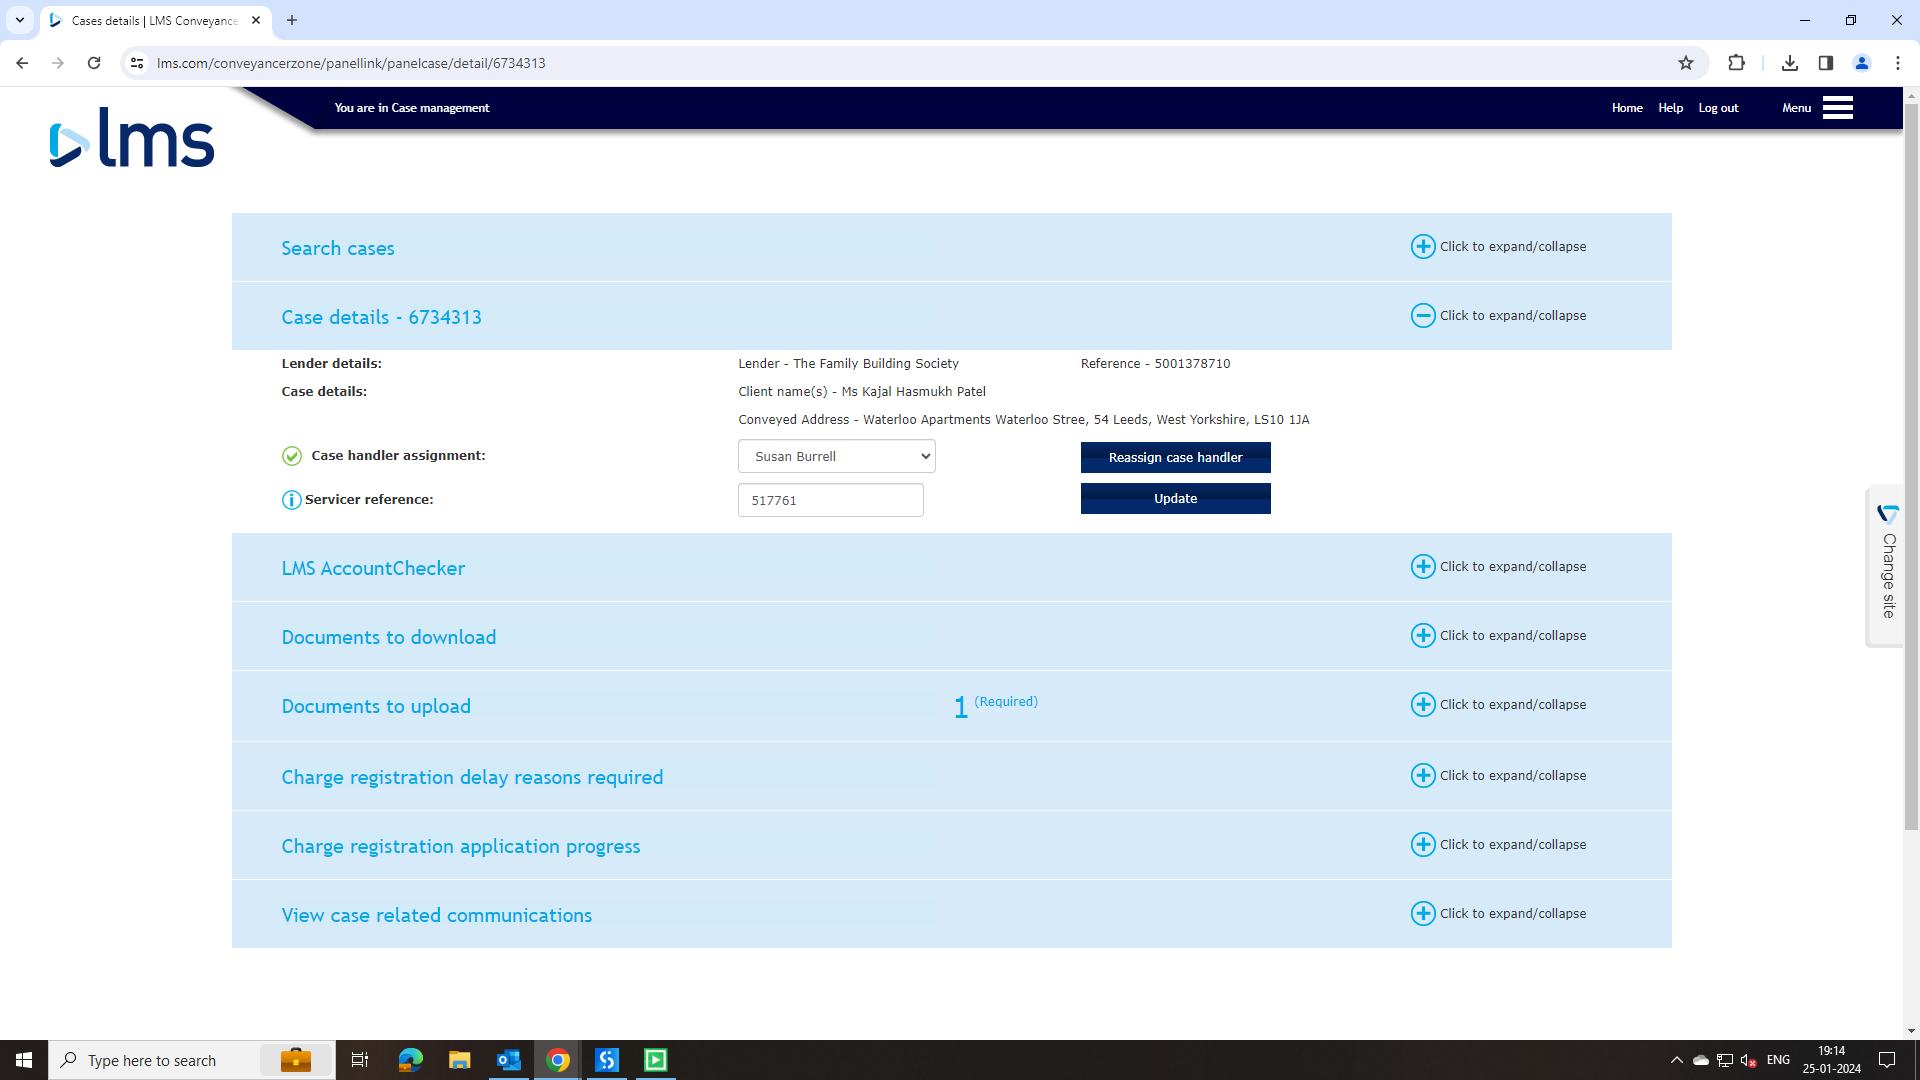 Cases details | LMS Conveyance
lms.com/conveyancerzone/panellink/panelcase/detail/6734313
You are in Case management
Home
Help
Log out
Menu
lms
Search cases
Click to expand/collapse
Case details - 6734313
Click to expand/collapse
Lender details:
Lender - The Family Building Society
Reference - 5001378710
Case details:
Client name(s) - Ms Kajal Hasmukh Patel
Conveyed Address - Waterloo Apartments Waterloo Stree, 54 Leeds, West Yorkshire, LS10 1JA
Case handler assignment:
Susan Burrell
Reassign case handler
Servicer reference:
517761
Update
Change site
LMS AccountChecker
Click to expand/collapse
Documents to download
Click to expand/collapse
Documents to upload
1 (Required)
Click to expand/collapse
Charge registration delay reasons required
Click to expand/collapse
Charge registration application progress
Click to expand/collapse
View case related communications
Click to expand/collapse
Type here to search
ENG
19:14
25-01-2024